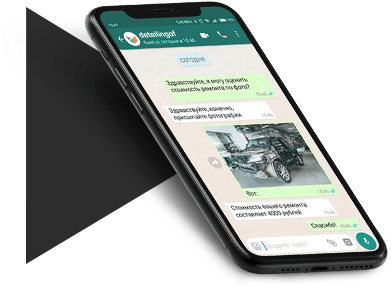 15:41
detailingof
был(-а) сегодня в 15:46
сегодня
Здравствуйте, я могу оценить
стоимость ремонта по фото?
15:46
Здравствуйте, конечно,
присылайте фотографии
15:46
Вот:
15:46
Стоимость вашего ремонта
составляет 4000 рублей
15:46
Спасибо!
15:46
Введите текст